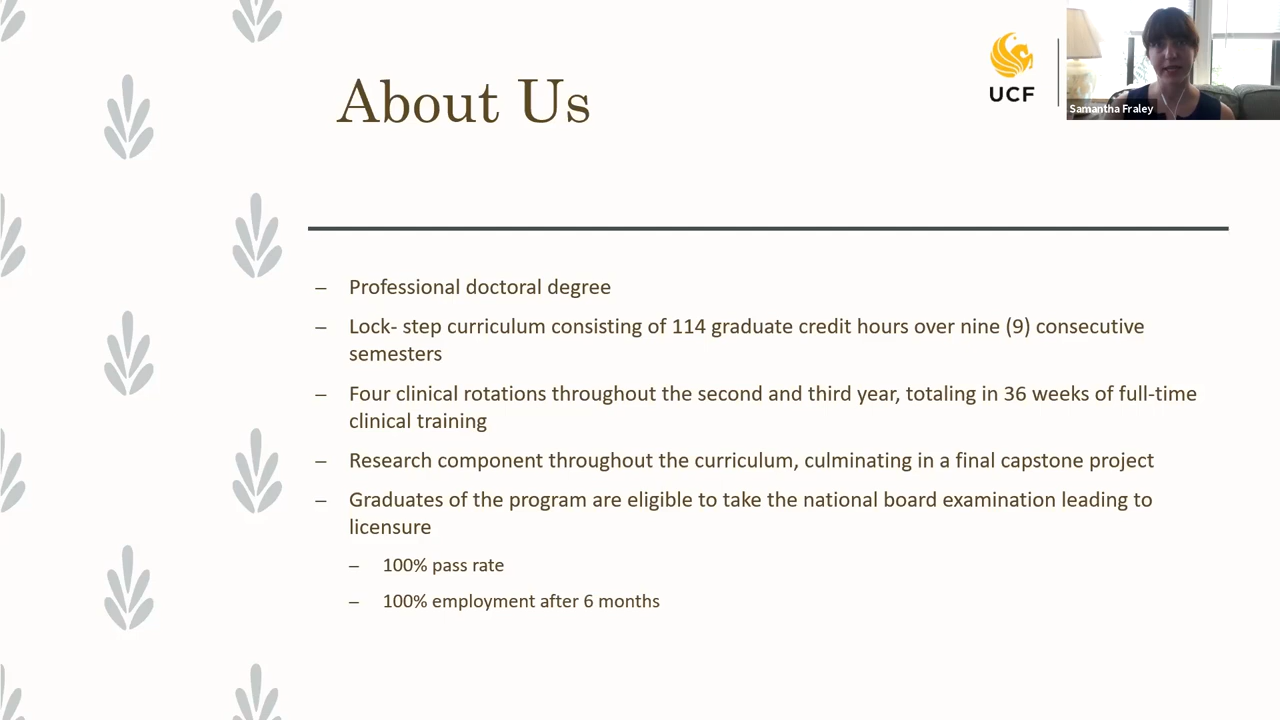 About Us
UCF
Samantha Fraley
– Professional doctoral degree
– Lock- step curriculum consisting of 114 graduate credit hours over nine (9) consecutive
semesters
– Four clinical rotations throughout the second and third year, totaling in 36 weeks of full-time
clinical training
– Research component throughout the curriculum, culminating in a final capstone project
– Graduates of the program are eligible to take the national board examination leading to
licensure
– 100% pass rate
– 100% employment after 6 months